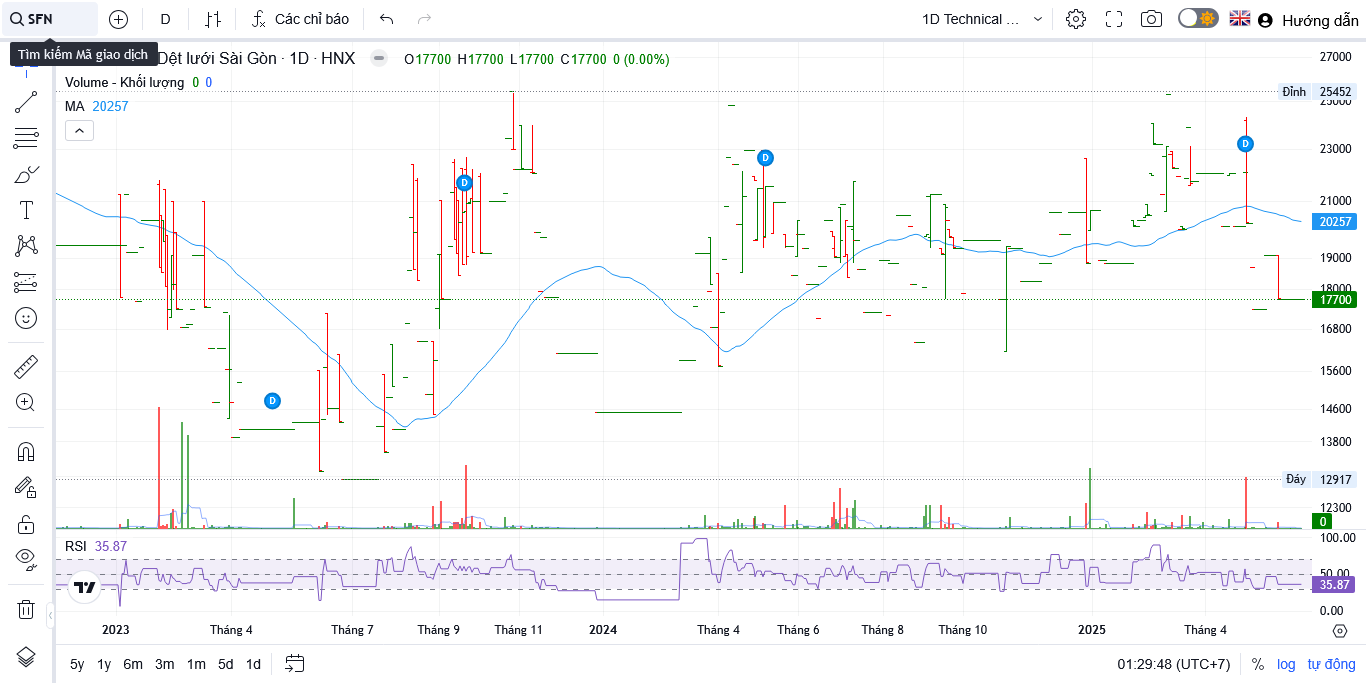 SFN
D
Các chỉ báo
1D Technical ...
Hướng dẫn
Tìm kiếm Mã giao dịch
Dệt lưới Sài Gòn · 1D · HNX
O17700 H17700 L17700 C17700 0 (0.00%)
Volume - Khối lượng 0 0
MA 20257
27000
Đỉnh 25452
25000
23000
21000
20257
19000
18000
17700
16800
15600
14600
13800
Đáy 12917
12300
0
D
D
D
D
RSI 35.87
100.00
50.00
35.87
0.00
2023 Tháng 4 Tháng 7 Tháng 9 Tháng 11 2024 Tháng 4 Tháng 6 Tháng 8 Tháng 10 2025 Tháng 4
5y 1y 6m 3m 1m 5d 1d
01:29:48 (UTC+7) % log tự động